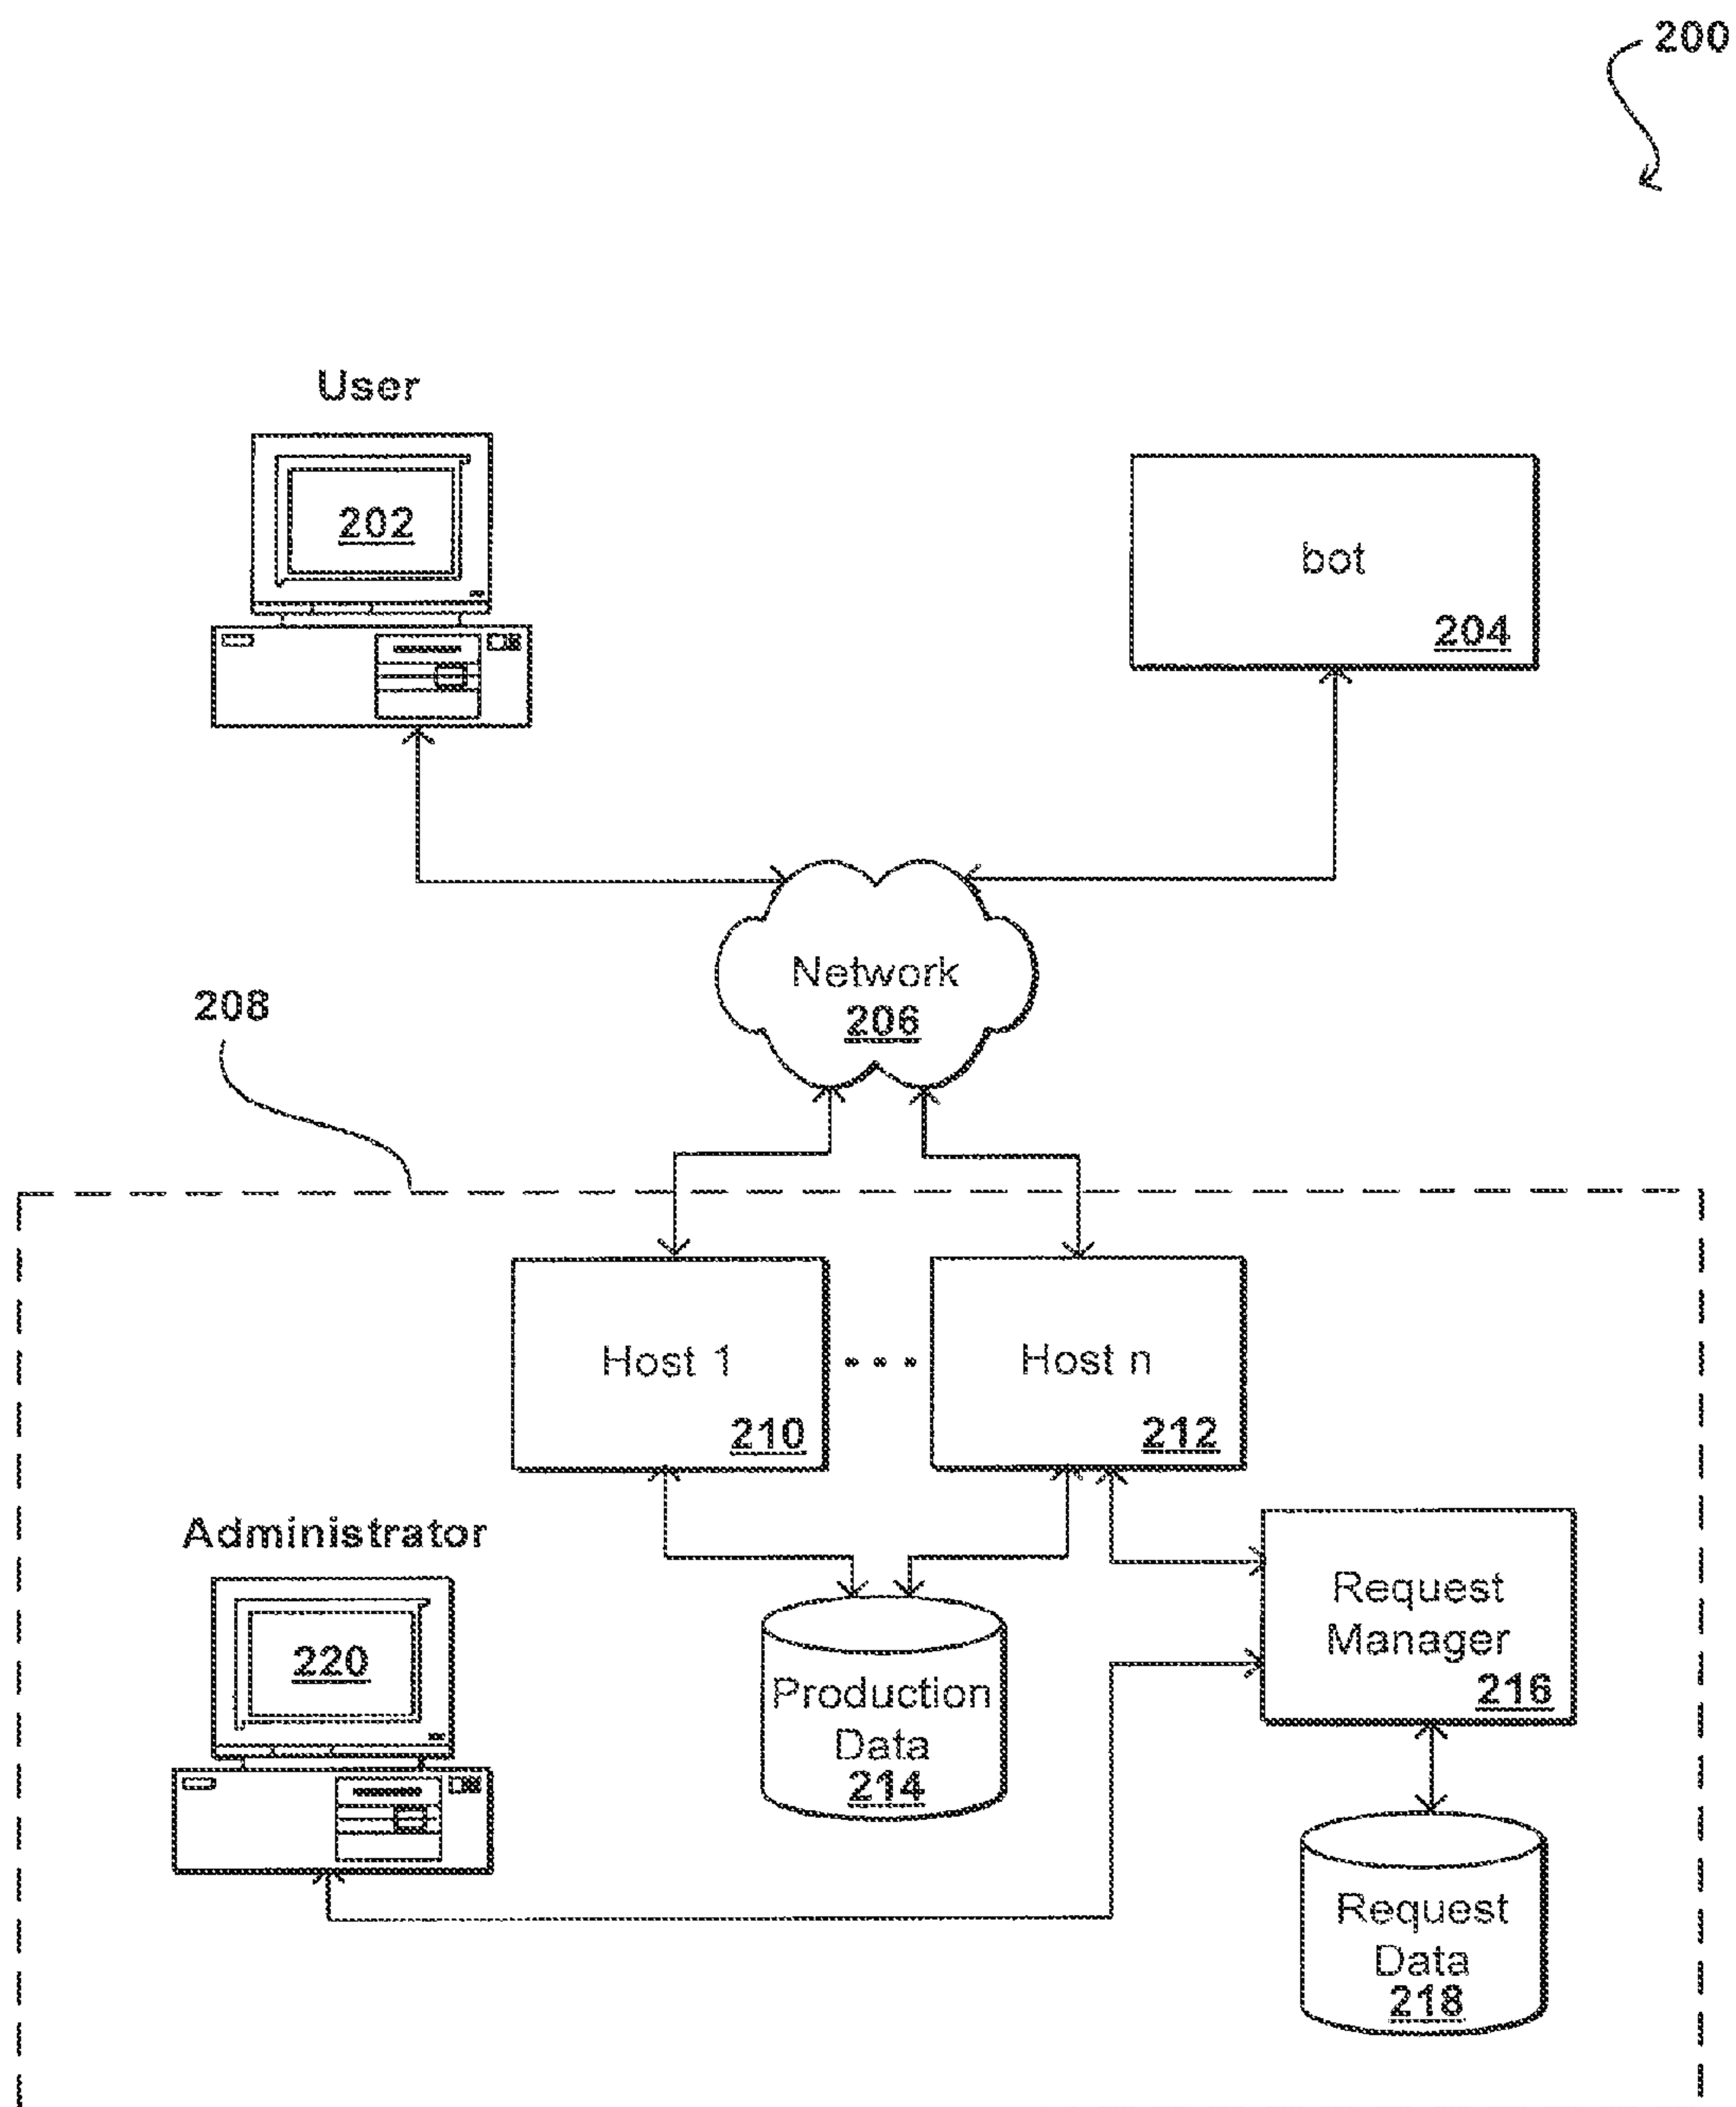 200
User
202
bot
204
Network
206
208
Host 1
210
Host n
212
Administrator
220
Production
Data
214
Request
Manager
216
Request
Data
218